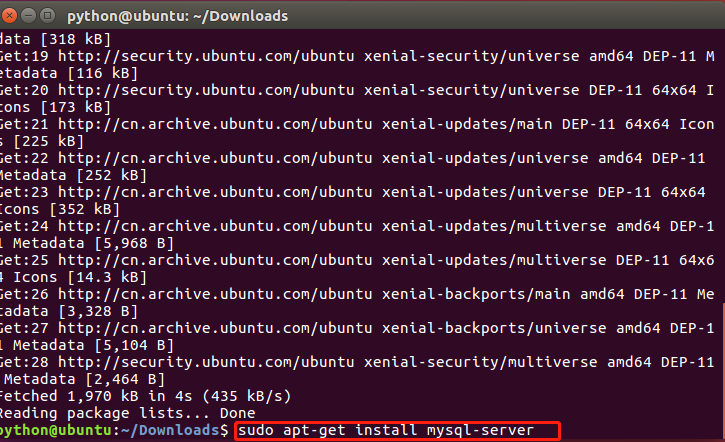 python@ubuntu: ~/Downloads
data [318 kB]
Get:19 http://security.ubuntu.com/ubuntu xenial-security/universe amd64 DEP-11 M
etadata [116 kB]
Get:20 http://security.ubuntu.com/ubuntu xenial-security/universe DEP-11 64x64 I
cons [173 kB]
Get:21 http://cn.archive.ubuntu.com/ubuntu xenial-updates/main DEP-11 64x64 Icon
s [225 kB]
Get:22 http://cn.archive.ubuntu.com/ubuntu xenial-updates/universe amd64 DEP-11 
Metadata [252 kB]
Get:23 http://cn.archive.ubuntu.com/ubuntu xenial-updates/universe DEP-11 64x64 
Icons [352 kB]
Get:24 http://cn.archive.ubuntu.com/ubuntu xenial-updates/multiverse amd64 DEP-1
1 Metadata [5,968 B]
Get:25 http://cn.archive.ubuntu.com/ubuntu xenial-updates/multiverse DEP-11 64x6
4 Icons [14.3 kB]
Get:26 http://cn.archive.ubuntu.com/ubuntu xenial-backports/main amd64 DEP-11 Me
tadata [3,328 B]
Get:27 http://cn.archive.ubuntu.com/ubuntu xenial-backports/universe amd64 DEP-1
1 Metadata [5,104 B]
Get:28 http://security.ubuntu.com/ubuntu xenial-security/multiverse amd64 DEP-11
 Metadata [2,464 B]
Fetched 1,970 kB in 4s (435 kB/s)
Reading package lists... Done
python@ubuntu:~/Downloads$ sudo apt-get install mysql-server